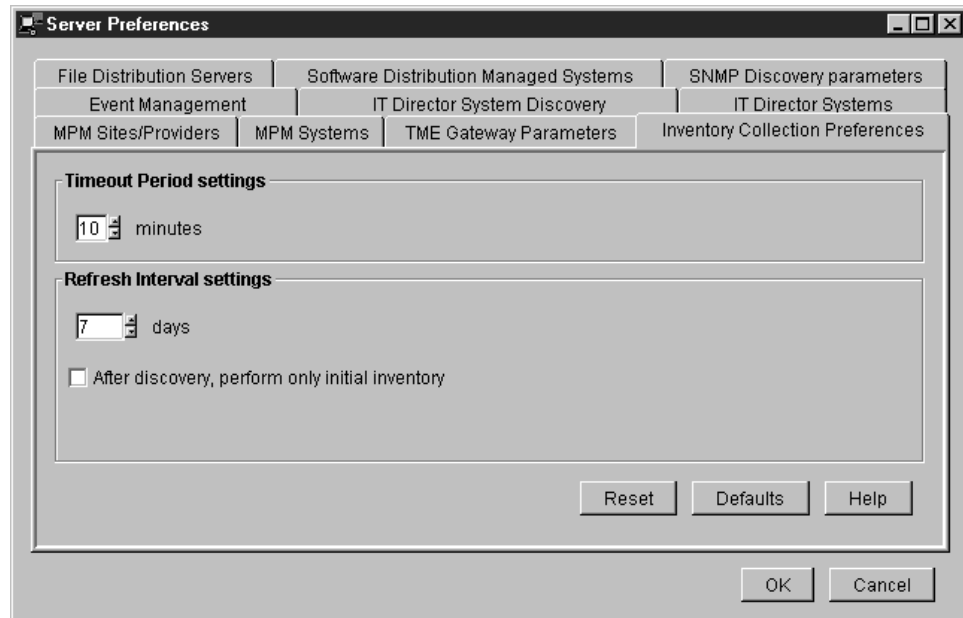 Server Preferences
File Distribution Servers
Software Distribution Managed Systems
SNMP Discovery parameters
Event Management
IT Director System Discovery
IT Director Systems
MPM Sites/Providers
MPM Systems
TME Gateway Parameters
Inventory Collection Preferences
Timeout Period settings
10 minutes
Refresh Interval settings
7 days
After discovery, perform only initial inventory
Reset
Defaults
Help
OK
Cancel